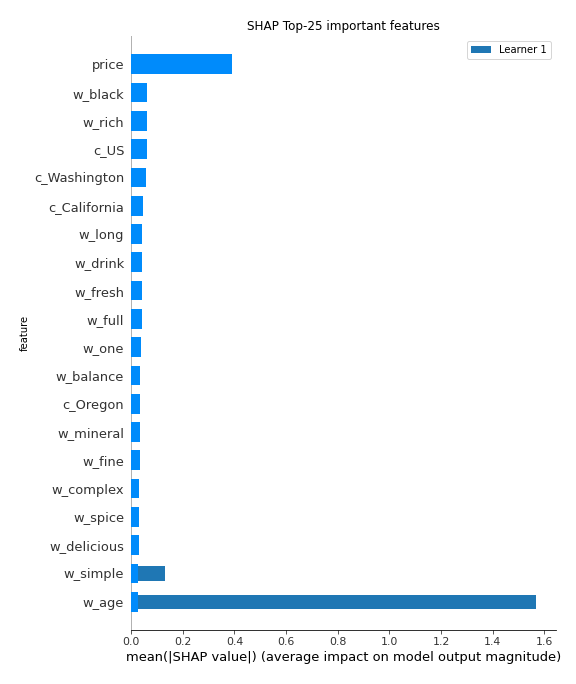 SHAP Top-25 important features
Learner 1
price
w_black
w_rich
c_US
c_Washington
c_California
w_long
w_drink
w_fresh
w_full
w_one
w_balance
c_Oregon
w_mineral
w_fine
w_complex
w_spice
w_delicious
w_simple
w_age
feature
0.0 0.2 0.4 0.6 0.8 1.0 1.2 1.4 1.6
mean(|SHAP value|) (average impact on model output magnitude)